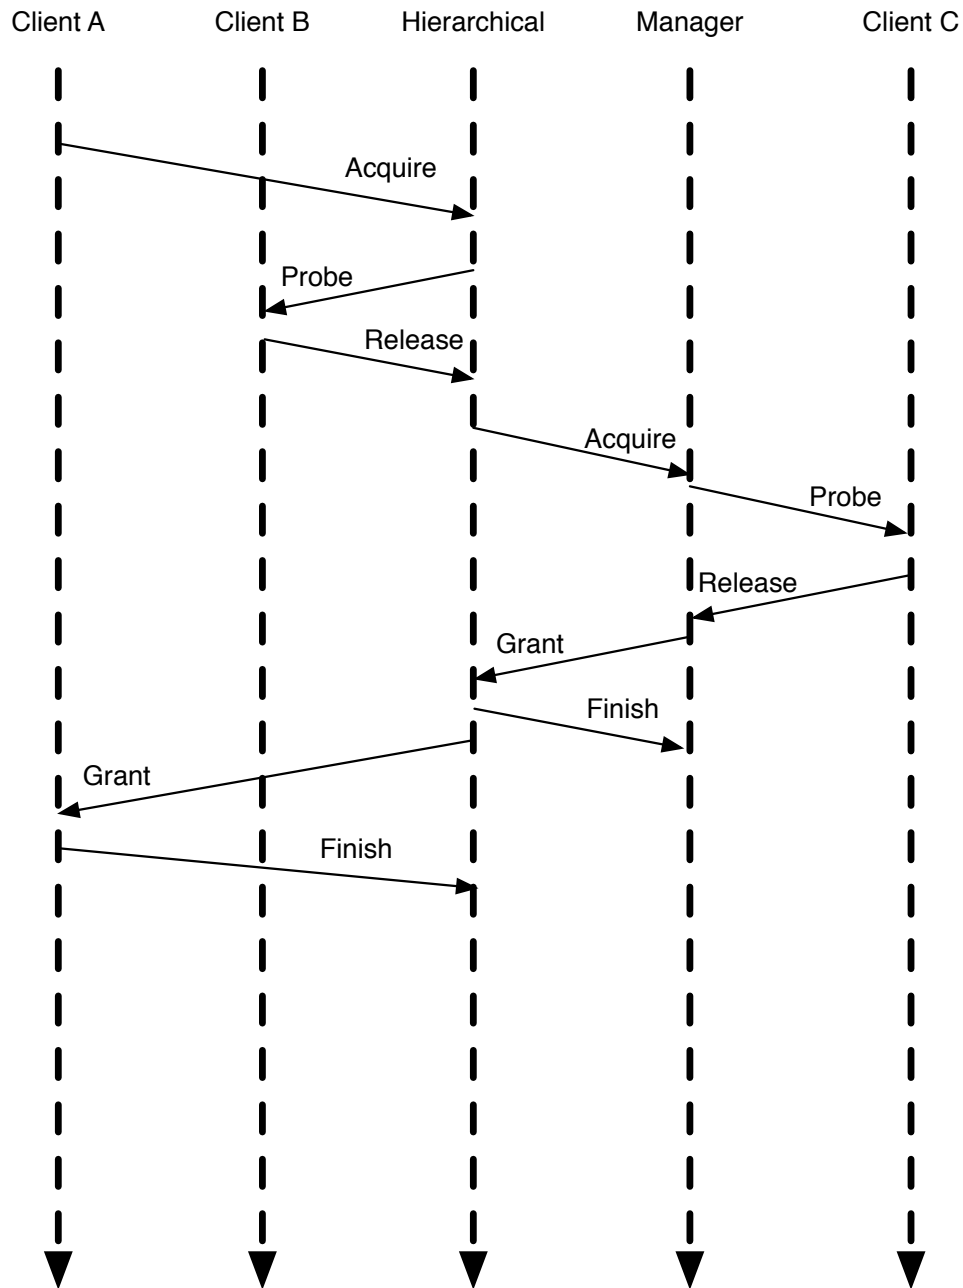 Client A Client B Hierarchical Manager Client C
Acquire
Probe
Release
Acquire
Probe
Release
Grant
Finish
Grant
Finish